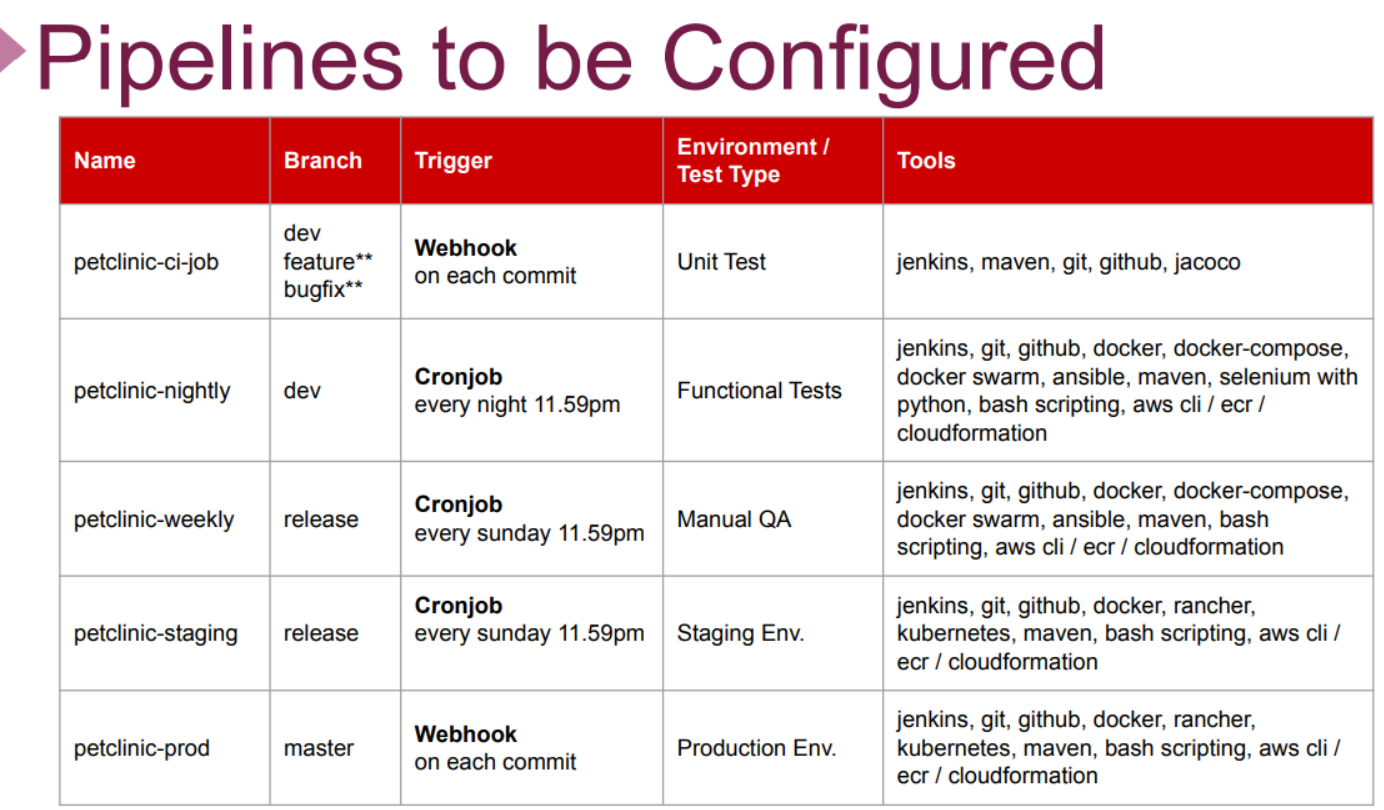 Pipelines to be Configured
Name
Branch
Trigger
Environment /
Test Type
Tools
petclinic-ci-job
dev
feature**
bugfix**
Webhook
on each commit
Unit Test
jenkins, maven, git, github, jacoco
petclinic-nightly
dev
Cronjob
every night 11.59pm
Functional Tests
jenkins, git, github, docker, docker-compose,
docker swarm, ansible, maven, selenium with
python, bash scripting, aws cli / ecr /
cloudformation
petclinic-weekly
release
Cronjob
every sunday 11.59pm
Manual QA
jenkins, git, github, docker, docker-compose,
docker swarm, ansible, maven, bash
scripting, aws cli / ecr / cloudformation
petclinic-staging
release
Cronjob
every sunday 11.59pm
Staging Env.
jenkins, git, github, docker, rancher,
kubernetes, maven, bash scripting, aws cli /
ecr / cloudformation
petclinic-prod
master
Webhook
on each commit
Production Env.
jenkins, git, github, docker, rancher,
kubernetes, maven, bash scripting, aws cli /
ecr / cloudformation